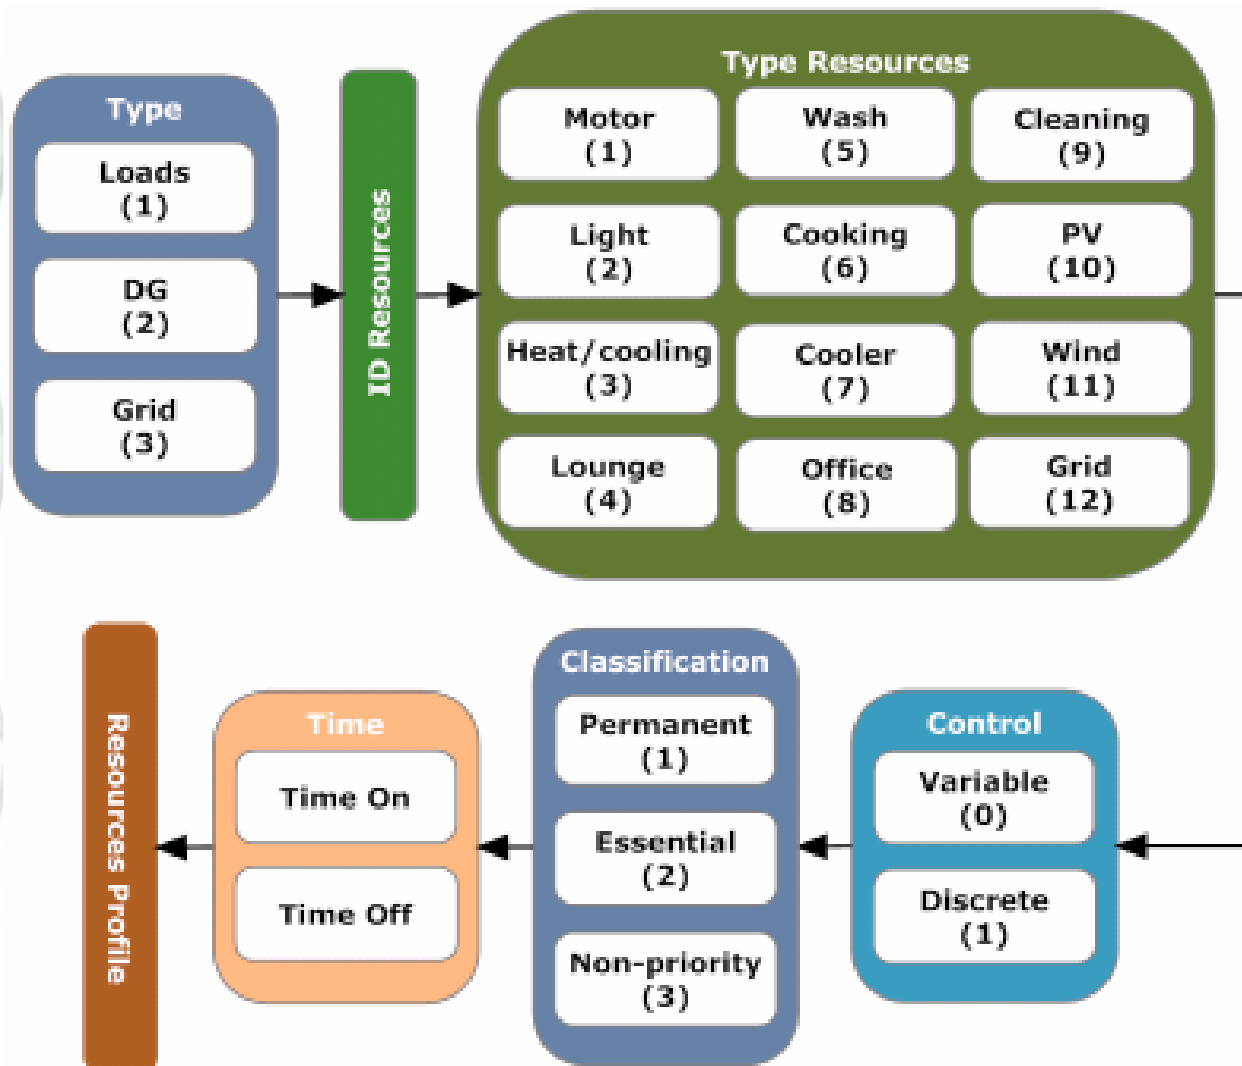 Type
Loads
(1)
DG
(2)
Grid
(3)
ID Resources
Type Resources
Motor
(1)
Wash
(5)
Cleaning
(9)
Light
(2)
Cooking
(6)
PV
(10)
Heat/cooling
(3)
Cooler
(7)
Wind
(11)
Lounge
(4)
Office
(8)
Grid
(12)
Resources Profile
Time
Time On
Time Off
Classification
Permanent
(1)
Essential
(2)
Non-priority
(3)
Control
Variable
(0)
Discrete
(1)